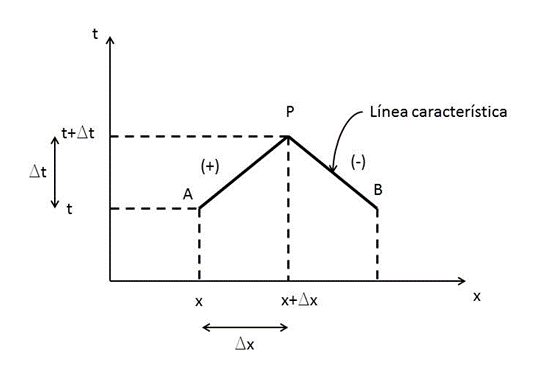 t
P
Línea característica
t+Δt
(+)
(-)
Δt
A
B
t
x
x+Δx
x
Δx